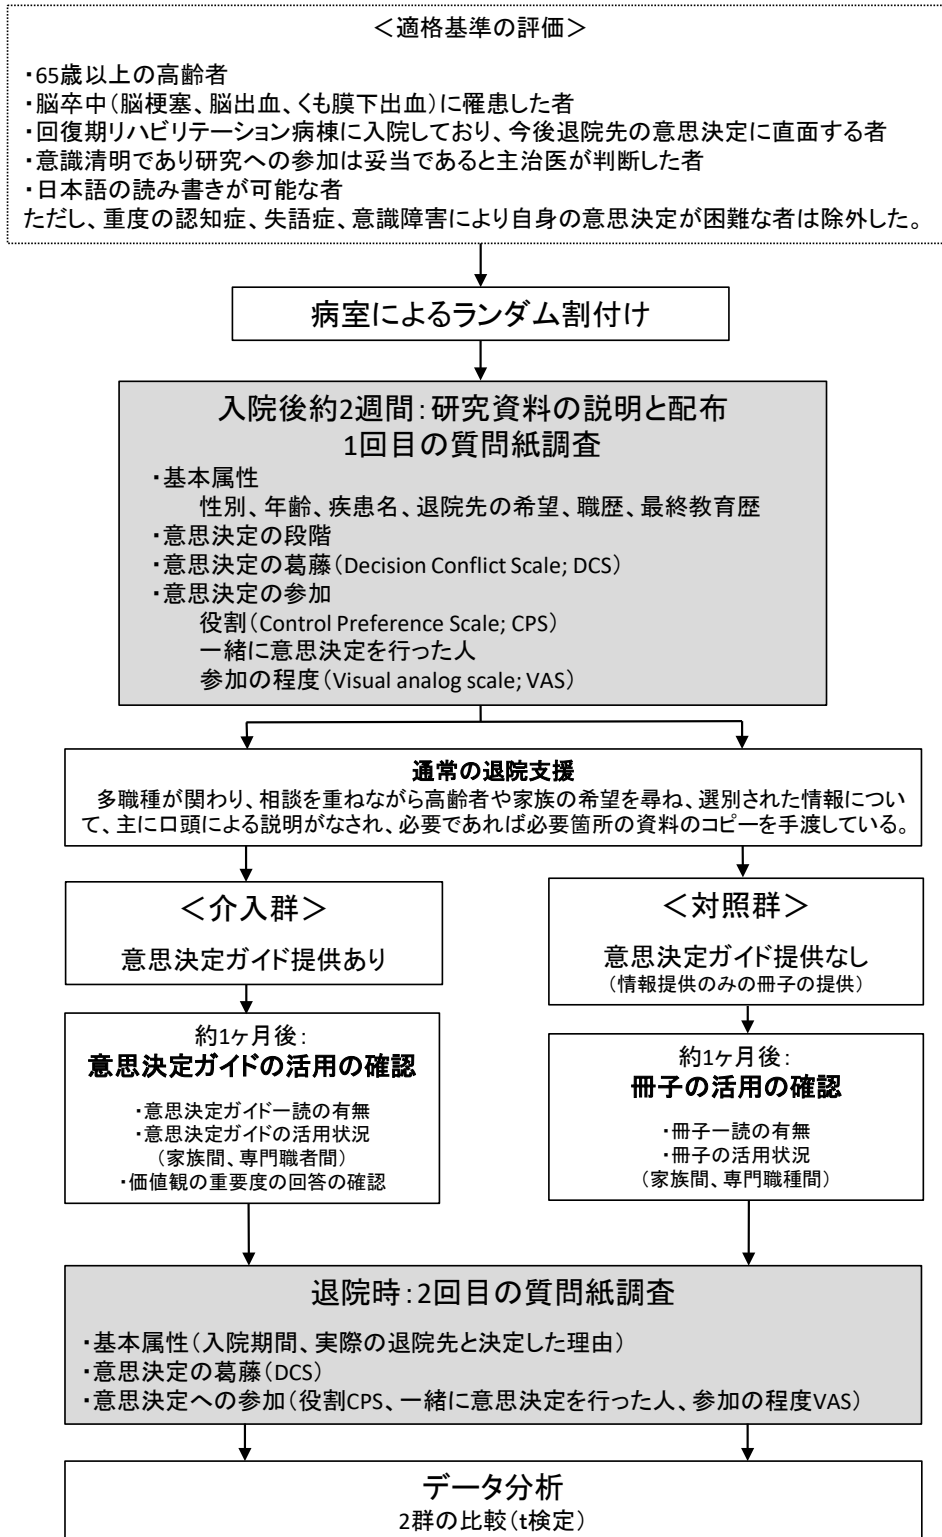 ＜適格基準の評価＞
・65歳以上の高齢者
・脳卒中（脳梗塞、脳出血、くも膜下出血）に罹患した者
・回復期リハビリテーション病棟に入院しており、今後退院先の意思決定に直面する者
・意識清明であり研究への参加は妥当であると主治医が判断した者
・日本語の読み書きが可能な者
ただし、重度の認知症、失語症、意識障害により自身の意思決定が困難な者は除外した。
病室によるランダム割付け
入院後約2週間：研究資料の説明と配布
1回目の質問紙調査
・基本属性
性別、年齢、疾患名、退院先の希望、職歴、最終教育歴
・意思決定の段階
・意思決定の葛藤（Decision Conflict Scale; DCS）
・意思決定の参加
役割（Control Preference Scale; CPS）
一緒に意思決定を行った人
参加の程度（Visual analog scale; VAS）
通常の退院支援
多職種が関わり、相談を重ねながら高齢者や家族の希望を尋ね、選別された情報につい
て、主に口頭による説明がなされ、必要であれば必要箇所の資料のコピーを手渡している。
＜介入群＞
意思決定ガイド提供あり
＜対照群＞
意思決定ガイド提供なし
（情報提供のみの冊子の提供）
約1ヶ月後：
意思決定ガイドの活用の確認
・意思決定ガイド一読の有無
・意思決定ガイドの活用状況
（家族間、専門職者間）
・価値観の重要度の回答の確認
約1ヶ月後：
冊子の活用の確認
・冊子一読の有無
・冊子の活用状況
（家族間、専門職種間）
退院時：2回目の質問紙調査
・基本属性（入院期間、実際の退院先と決定した理由）
・意思決定の葛藤（DCS）
・意思決定への参加（役割CPS、一緒に意思決定を行った人、参加の程度VAS）
データ分析
2群の比較（t検定）